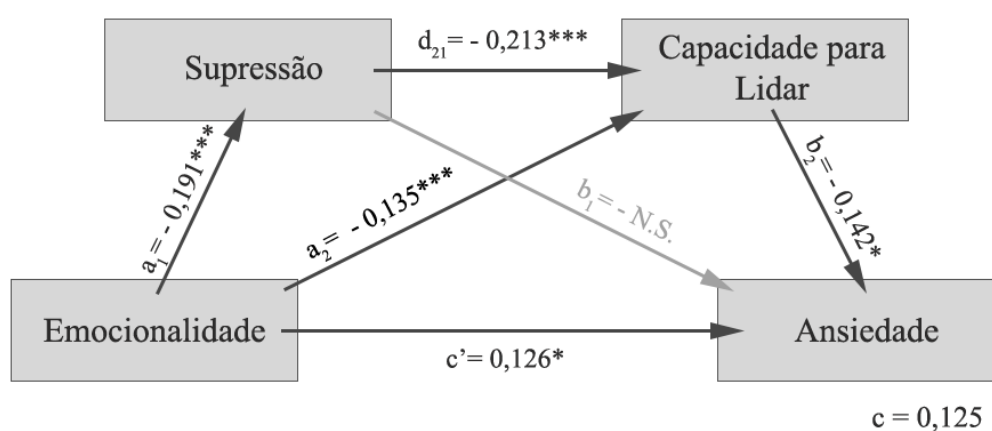 d21= - 0,213***
Supressão
Capacidade para
Lidar
a1= - 0,191***
a2= - 0,135***
b1= - N.S.
b2= - 0,142*
Emocionalidade
Ansiedade
c’= 0,126*
c = 0,125